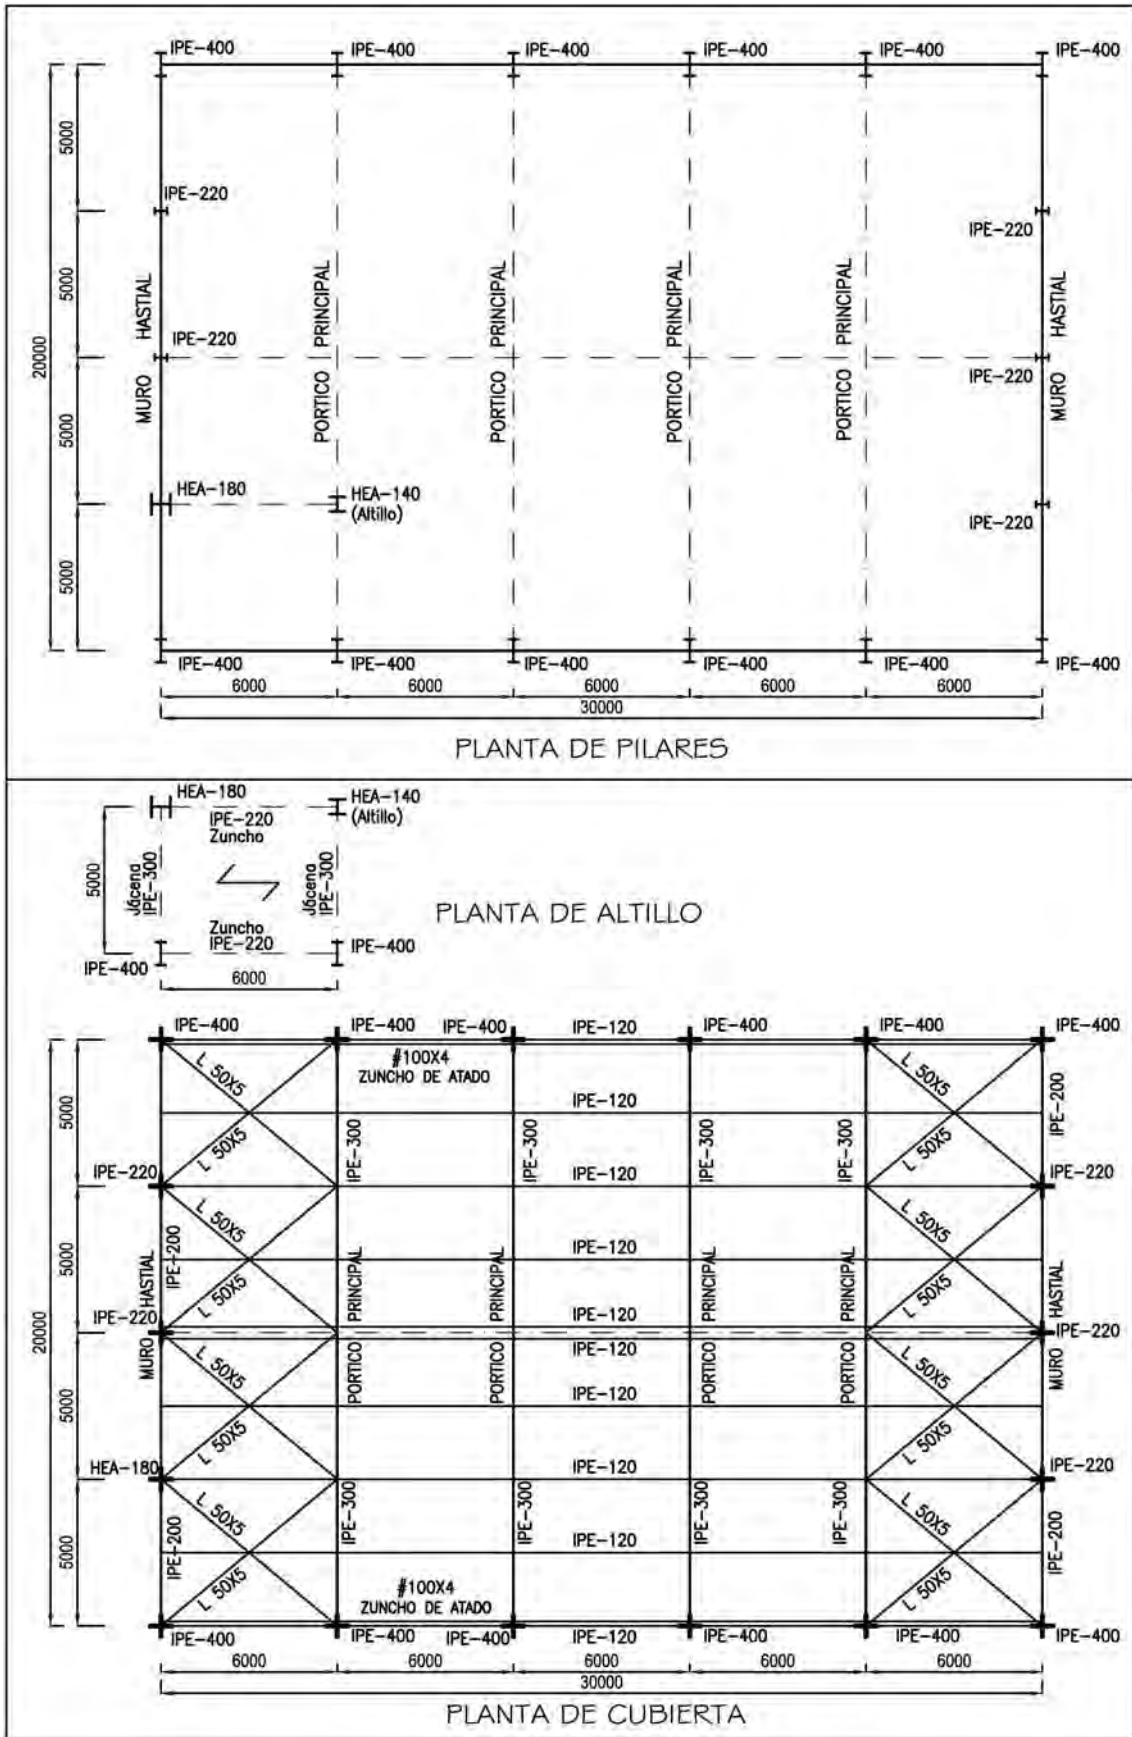 IPE-400 IPE-400 IPE-400 IPE-400 IPE-400 IPE-400
5000
IPE-220
IPE-220
5000
HASTIAL
PRINCIPAL
PRINCIPAL
PRINCIPAL
PRINCIPAL
HASTIAL
20000
IPE-220
IPE-220
MURO
PORTICO
PORTICO
PORTICO
PORTICO
MURO
5000
HEA-180
HEA-140
(Altillo)
IPE-220
5000
IPE-400 IPE-400 IPE-400 IPE-400 IPE-400 IPE-400
6000 6000 6000 6000 6000
30000
PLANTA DE PILARES
HEA-180
HEA-140
(Altillo)
IPE-220
Zuncho
5000
Jácena
IPE-300
Jácena
IPE-300
PLANTA DE ALTILLO
Zuncho
IPE-220
IPE-400
IPE-400
6000
IPE-400 IPE-400 IPE-400 IPE-120 IPE-400 IPE-400 IPE-400
#100X4
ZUNCHO DE ATADO
L 50X5
L 50X5
5000
IPE-120
IPE-200
L 50X5
L 50X5
IPE-300
IPE-300
IPE-300
IPE-300
IPE-220
IPE-120
IPE-220
L 50X5
L 50X5
5000
IPE-200
IPE-120
L 50X5
L 50X5
HASTIAL
PRINCIPAL
PRINCIPAL
PRINCIPAL
PRINCIPAL
HASTIAL
IPE-220
IPE-120
IPE-220
20000
IPE-120
MURO
PORTICO
PORTICO
PORTICO
PORTICO
MURO
L 50X5
L 50X5
5000
IPE-120
L 50X5
L 50X5
HEA-180
IPE-120
IPE-220
L 50X5
L 50X5
IPE-300
IPE-300
IPE-300
IPE-300
5000
IPE-200
IPE-120
IPE-200
L 50X5
L 50X5
#100X4
ZUNCHO DE ATADO
IPE-400 IPE-400 IPE-400 IPE-120 IPE-400 IPE-400 IPE-400
6000 6000 6000 6000 6000
30000
PLANTA DE CUBIERTA